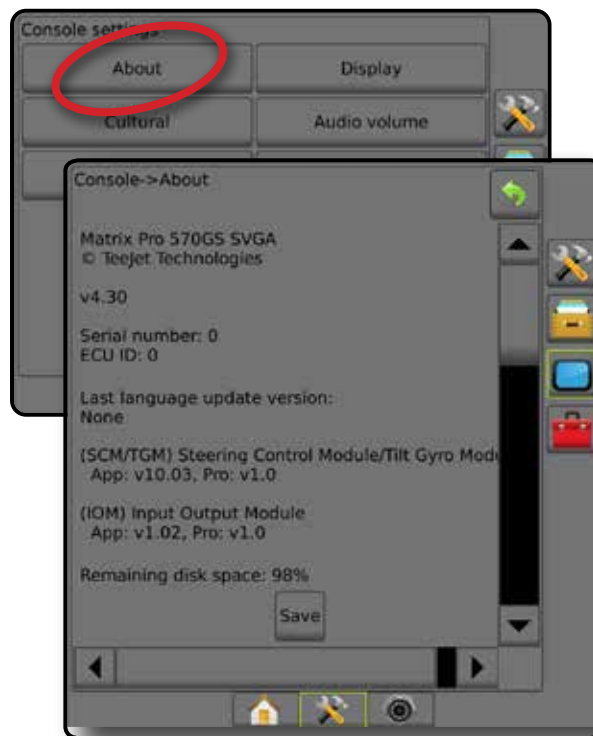 Console settings
About
Display
Cultural
Audio volume
Console->About
Matrix Pro 570GS SVGA
© TeeJet Technologies
v4.30
Serial number: 0
ECU ID: 0
Last language update version:
None
(SCM/TGM) Steering Control Module/Tilt Gyro Modu
App: v10.03, Pro: v1.0
(IOM) Input Output Module
App: v1.02, Pro: v1.0
Remaining disk space: 98%
Save